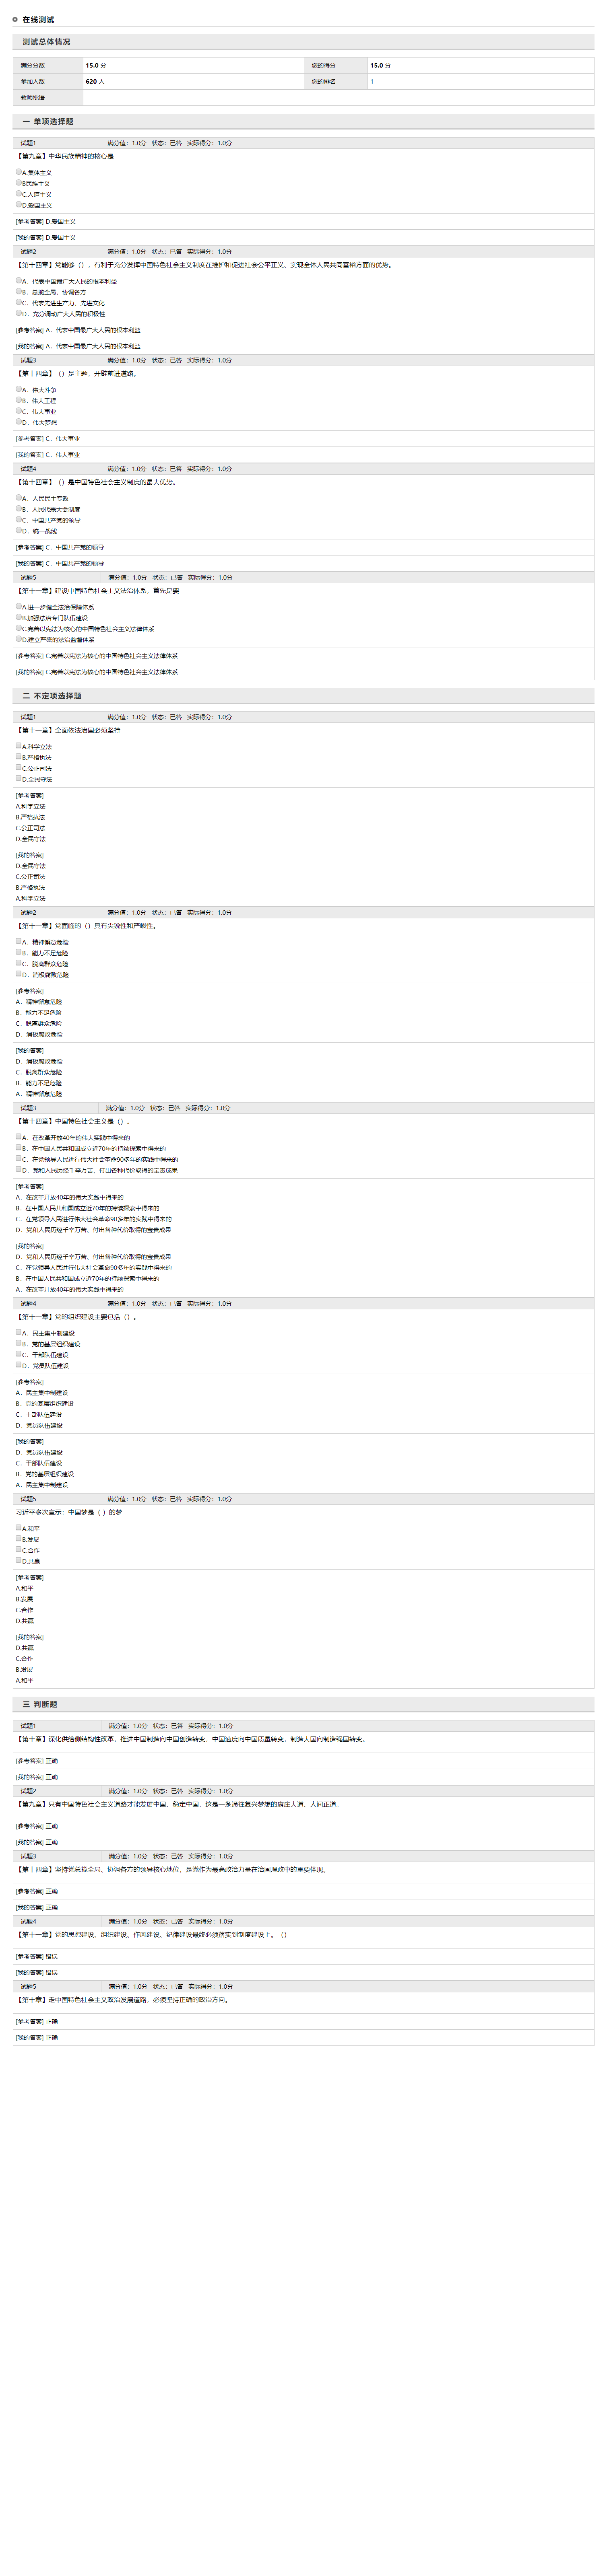 在线测试
测试总体情况
满分分数 15.0 分 您的得分 15.0 分
参加人数 620 人 您的排名 1
教师批语
一 单项选择题
试题1 满分值：1.0分 状态：已答 实际得分：1.0分
【第九章】中华民族精神的核心是
A.集体主义
B民族主义
C.人道主义
D.爱国主义
[参考答案] D.爱国主义
[我的答案] D.爱国主义
试题2 满分值：1.0分 状态：已答 实际得分：1.0分
【第十四章】党能够（），有利于充分发挥中国特色社会主义制度在维护和促进社会公平正义、实现全体人民共同富裕方面的优势。
A．代表中国最广大人民的根本利益
B．总揽全局，协调各方
C．代表先进生产力、先进文化
D．充分调动广大人民的积极性
[参考答案] A．代表中国最广大人民的根本利益
[我的答案] A．代表中国最广大人民的根本利益
试题3 满分值：1.0分 状态：已答 实际得分：1.0分
【第十四章】（）是主题，开辟前进道路。
A．伟大斗争
B．伟大工程
C．伟大事业
D．伟大梦想
[参考答案] C．伟大事业
[我的答案] C．伟大事业
试题4 满分值：1.0分 状态：已答 实际得分：1.0分
【第十四章】（）是中国特色社会主义制度的最大优势。
A．人民民主专政
B．人民代表大会制度
C．中国共产党的领导
D．统一战线
[参考答案] C．中国共产党的领导
[我的答案] C．中国共产党的领导
试题5 满分值：1.0分 状态：已答 实际得分：1.0分
【第十一章】建设中国特色社会主义法治体系，首先是要
A.进一步健全法治保障体系
B.加强法治专门队伍建设
C.完善以宪法为核心的中国特色社会主义法律体系
D.建立严密的法治监督体系
[参考答案] C.完善以宪法为核心的中国特色社会主义法律体系
[我的答案] C.完善以宪法为核心的中国特色社会主义法律体系
二 不定项选择题
试题1 满分值：1.0分 状态：已答 实际得分：1.0分
【第十一章】全面依法治国必须坚持
A.科学立法
B.严格执法
C.公正司法
D.全民守法
[参考答案]
A.科学立法
B.严格执法
C.公正司法
D.全民守法
[我的答案]
D.全民守法
C.公正司法
B.严格执法
A.科学立法
试题2 满分值：1.0分 状态：已答 实际得分：1.0分
【第十一章】党面临的（）具有尖锐性和严峻性。
A．精神懈怠危险
B．能力不足危险
C．脱离群众危险
D．消极腐败危险
[参考答案]
A．精神懈怠危险
B．能力不足危险
C．脱离群众危险
D．消极腐败危险
[我的答案]
D．消极腐败危险
C．脱离群众危险
B．能力不足危险
A．精神懈怠危险
试题3 满分值：1.0分 状态：已答 实际得分：1.0分
【第十四章】中国特色社会主义是（）。
A．在改革开放40年的伟大实践中得来的
B．在中国人民共和国成立近70年的持续探索中得来的
C．在党领导人民进行伟大社会革命90多年的实践中得来的
D．党和人民历经千辛万苦、付出各种代价取得的宝贵成果
[参考答案]
A．在改革开放40年的伟大实践中得来的
B．在中国人民共和国成立近70年的持续探索中得来的
C．在党领导人民进行伟大社会革命90多年的实践中得来的
D．党和人民历经千辛万苦、付出各种代价取得的宝贵成果
[我的答案]
D．党和人民历经千辛万苦、付出各种代价取得的宝贵成果
C．在党领导人民进行伟大社会革命90多年的实践中得来的
B．在中国人民共和国成立近70年的持续探索中得来的
A．在改革开放40年的伟大实践中得来的
试题4 满分值：1.0分 状态：已答 实际得分：1.0分
【第十一章】党的组织建设主要包括（）。
A．民主集中制建设
B．党的基层组织建设
C．干部队伍建设
D．党员队伍建设
[参考答案]
A．民主集中制建设
B．党的基层组织建设
C．干部队伍建设
D．党员队伍建设
[我的答案]
D．党员队伍建设
C．干部队伍建设
B．党的基层组织建设
A．民主集中制建设
试题5 满分值：1.0分 状态：已答 实际得分：1.0分
习近平多次宣示：中国梦是（ ）的梦
A.和平
B.发展
C.合作
D.共赢
[参考答案]
A.和平
B.发展
C.合作
D.共赢
[我的答案]
D.共赢
C.合作
B.发展
A.和平
三 判断题
试题1 满分值：1.0分 状态：已答 实际得分：1.0分
【第十章】深化供给侧结构性改革，推进中国制造向中国创造转变，中国速度向中国质量转变，制造大国向制造强国转变。
[参考答案] 正确
[我的答案] 正确
试题2 满分值：1.0分 状态：已答 实际得分：1.0分
【第九章】只有中国特色社会主义道路才能发展中国、稳定中国，这是一条通往复兴梦想的康庄大道、人间正道。
[参考答案] 正确
[我的答案] 正确
试题3 满分值：1.0分 状态：已答 实际得分：1.0分
【第十四章】坚持党总揽全局、协调各方的领导核心地位，是党作为最高政治力量在治国理政中的重要体现。
[参考答案] 正确
[我的答案] 正确
试题4 满分值：1.0分 状态：已答 实际得分：1.0分
【第十一章】党的思想建设、组织建设、作风建设、纪律建设最终必须落实到制度建设上。（）
[参考答案] 错误
[我的答案] 错误
试题5 满分值：1.0分 状态：已答 实际得分：1.0分
【第十章】走中国特色社会主义政治发展道路，必须坚持正确的政治方向。
[参考答案] 正确
[我的答案] 正确